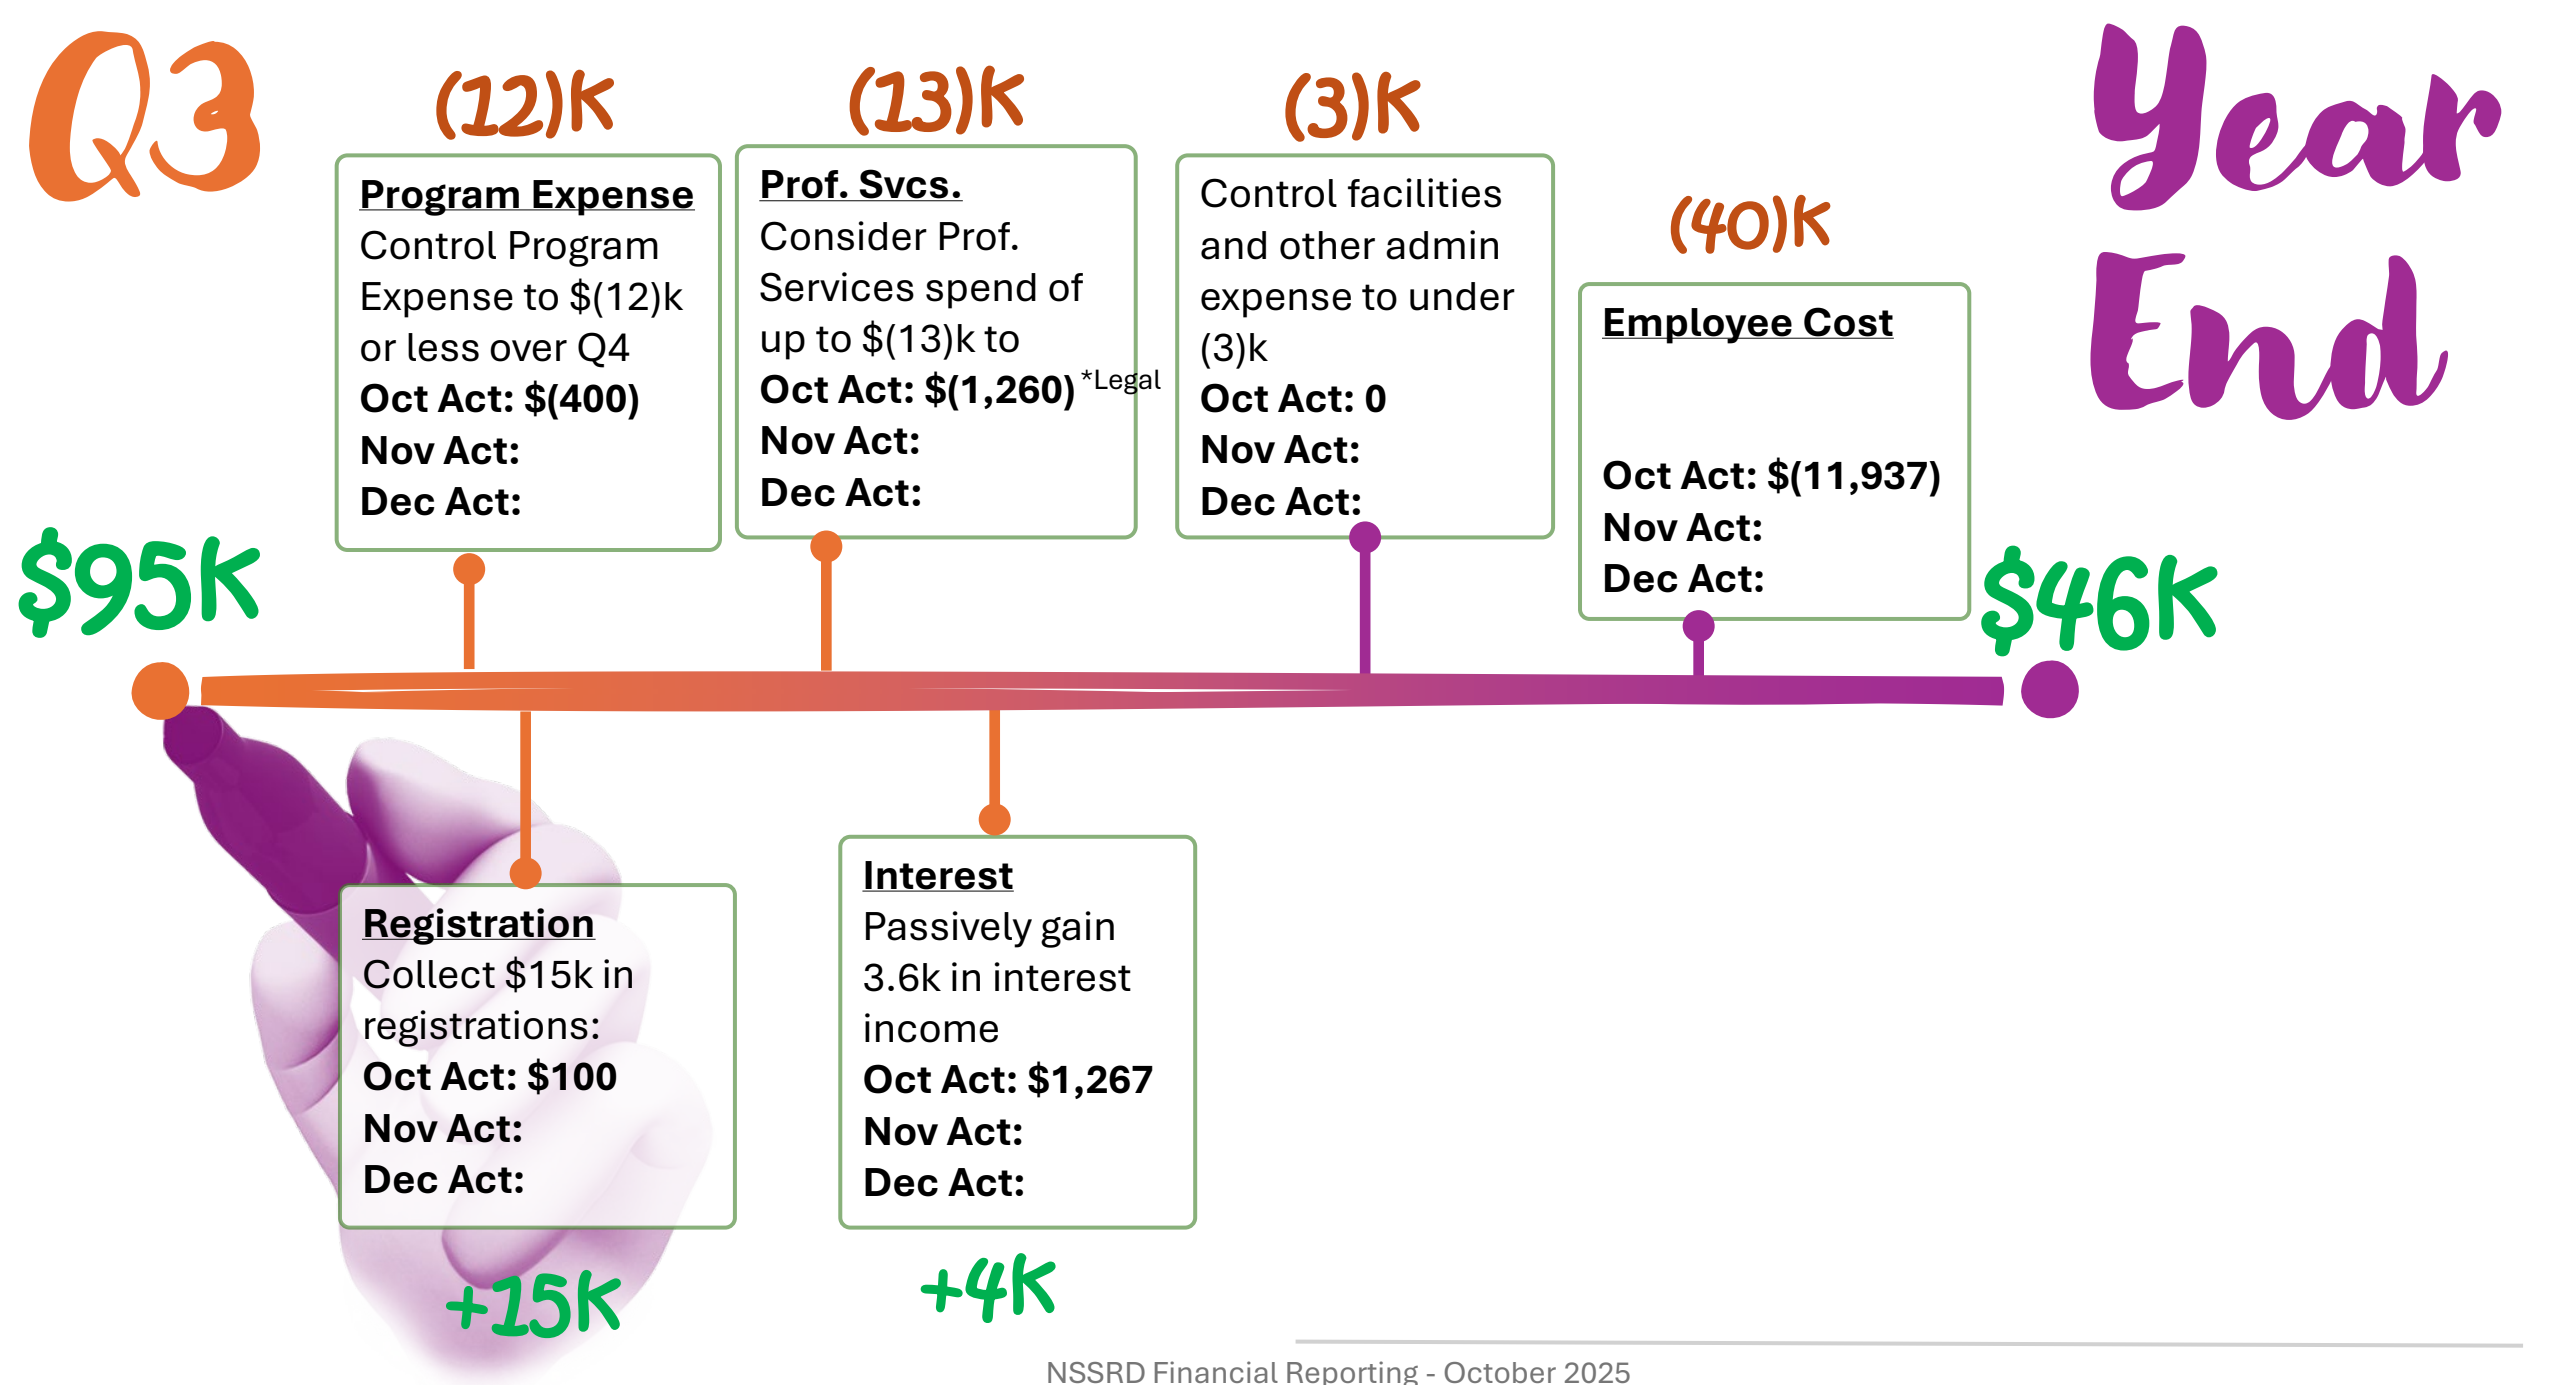 Q3
(12)K
Program Expense
Control Program
Expense to $(12)k
or less over Q4
Oct Act: $(400)
Nov Act:
Dec Act:
(13)K
Prof. Svcs.
Consider Prof.
Services spend of
up to $(13)k to
Oct Act: $(1,260) *Legal
Nov Act:
Dec Act:
(3)K
Control facilities
and other admin
expense to under
(3)k
Oct Act: 0
Nov Act:
Dec Act:
(40)K
Employee Cost
Oct Act: $(11,937)
Nov Act:
Dec Act:
Year
End
$95K
$46K
Registration
Collect $15k in
registrations:
Oct Act: $100
Nov Act:
Dec Act:
+15K
Interest
Passively gain
3.6k in interest
income
Oct Act: $1,267
Nov Act:
Dec Act:
+4K
NSSRD Financial Reporting - October 2025